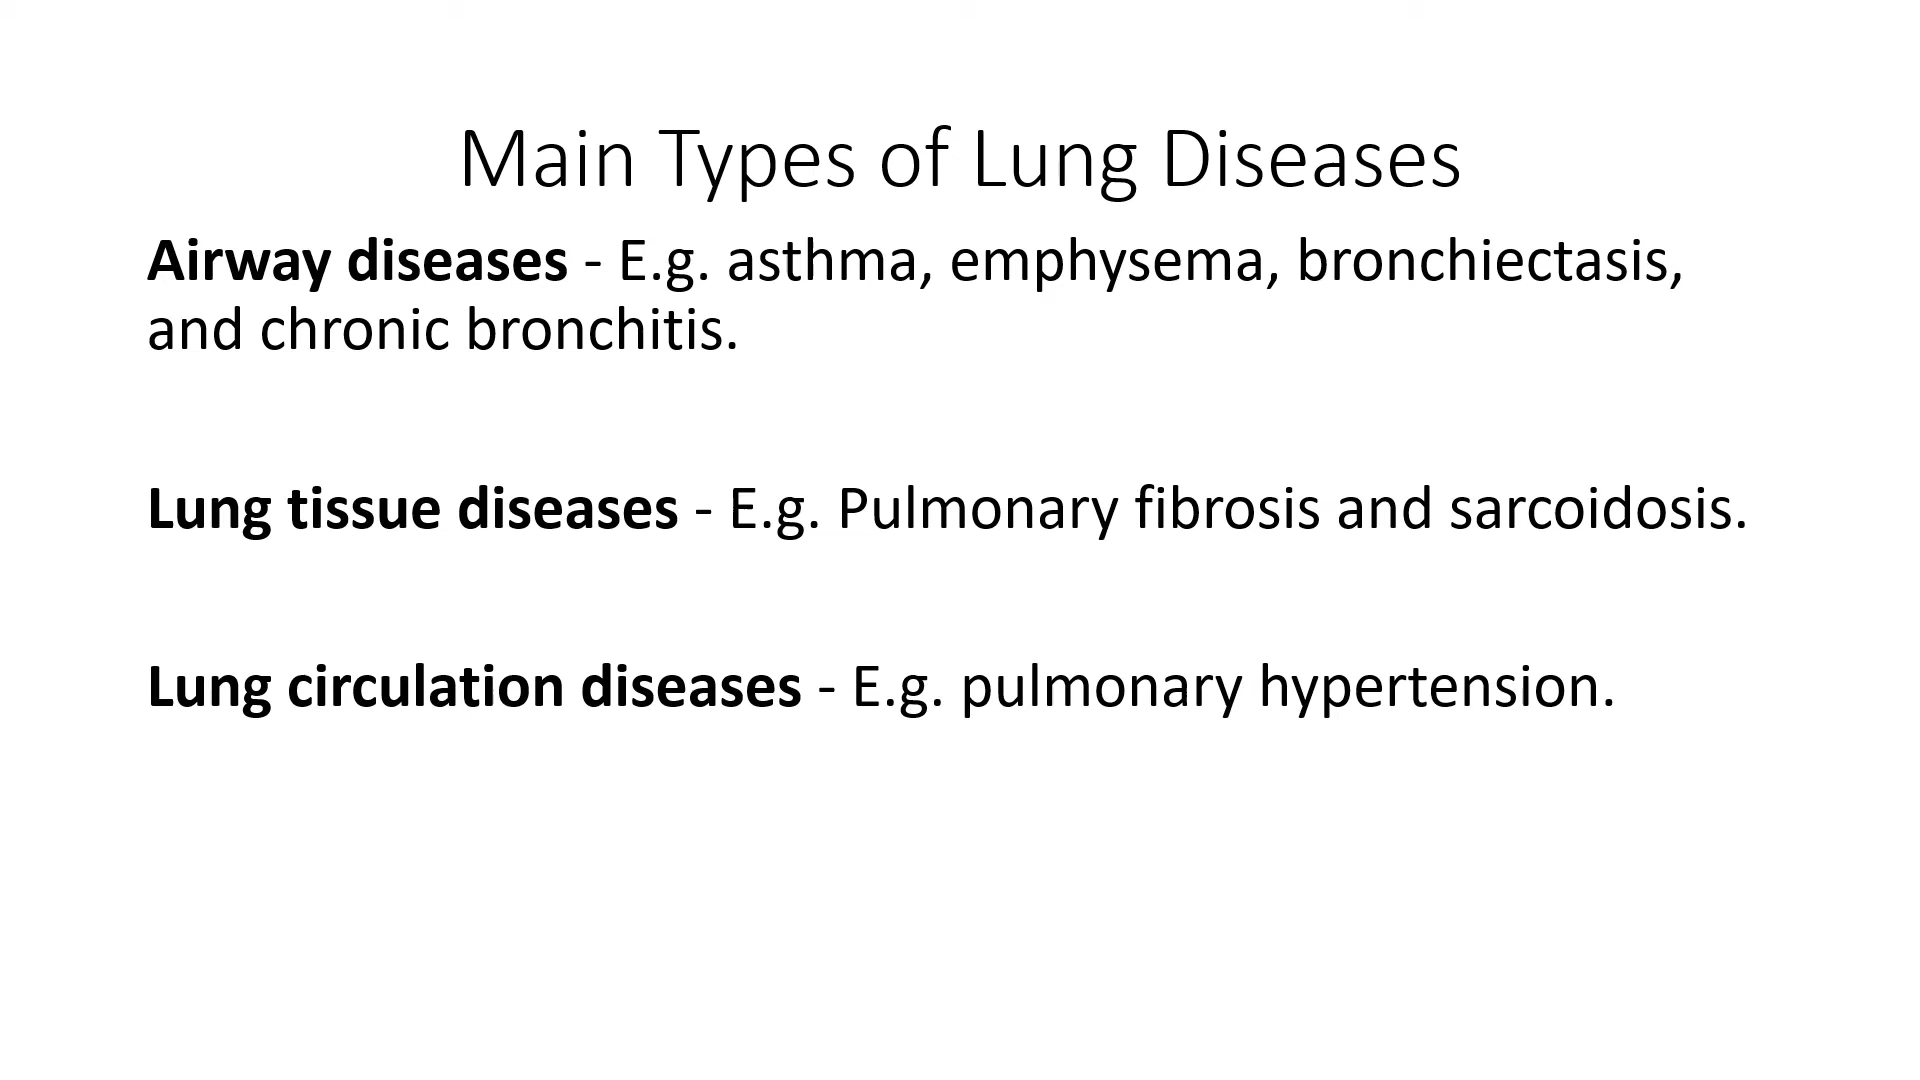 Main Types of Lung Diseases
Airway diseases - E.g. asthma, emphysema, bronchiectasis,
and chronic bronchitis.
Lung tissue diseases - E.g. Pulmonary fibrosis and sarcoidosis.
Lung circulation diseases - E.g. pulmonary hypertension.